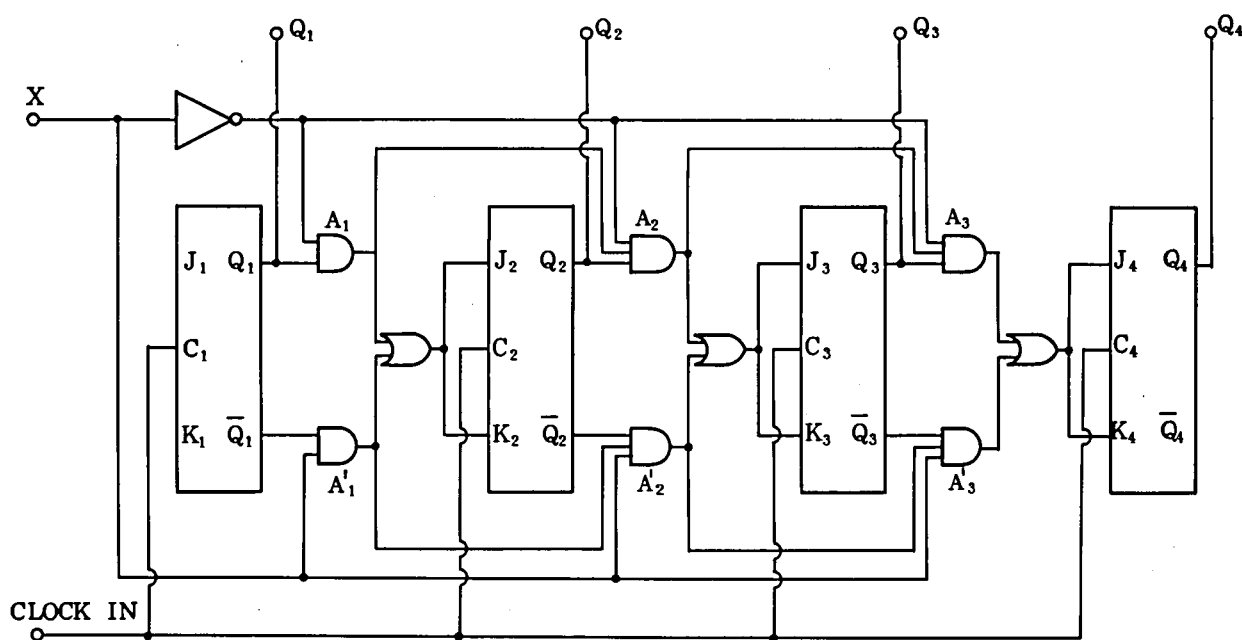 Q₁ Q₂ Q₃ Q₄
X
A₁ A₂ A₃
J₁ Q₁ J₂ Q₂ J₃ Q₃ J₄ Q₄
C₁ C₂ C₃ C₄
K₁ Q̅₁ K₂ Q̅₂ K₃ Q̅₃ K₄ Q̅₄
A'₁ A'₂ A'₃
CLOCK IN